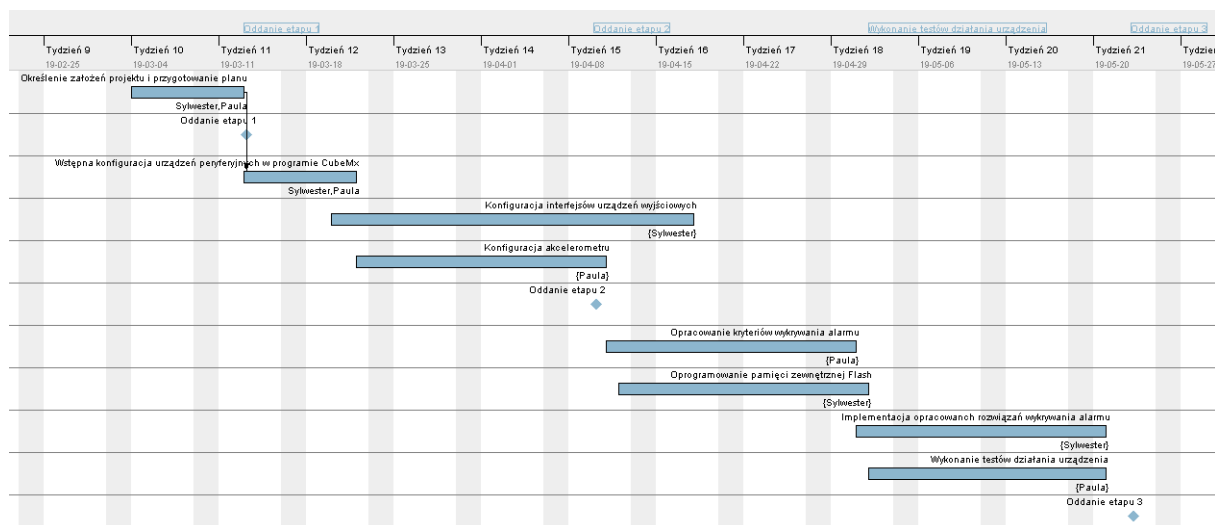 Oddanie etapu 1 Oddanie etapu 2 Wykonanie testów działania urządzenia Oddanie etapu 3
Tydzień 9 Tydzień 10 Tydzień 11 Tydzień 12 Tydzień 13 Tydzień 14 Tydzień 15 Tydzień 16 Tydzień 17 Tydzień 18 Tydzień 19 Tydzień 20 Tydzień 21 Tydzień
19-02-25 19-03-04 19-03-11 19-03-18 19-03-25 19-04-01 19-04-08 19-04-15 19-04-22 19-04-29 19-05-06 19-05-13 19-05-20 19-05-27
Określenie założeń projektu i przygotowanie planu
Sylwester,Paula
Oddanie etapu 1
Wstępna konfiguracja urządzeń peryferyjnych w programie CubeMx
Sylwester,Paula
Konfiguracja interfejsów urządzeń wyjściowych
{Sylwester}
Konfiguracja akcelerometru
{Paula}
Oddanie etapu 2
Opracowanie kryteriów wykrywania alarmu
{Paula}
Oprogramowanie pamięci zewnętrznej Flash
{Sylwester}
Implementacja opracowanch rozwiązań wykrywania alarmu
{Sylwester}
Wykonanie testów działania urządzenia
{Paula}
Oddanie etapu 3